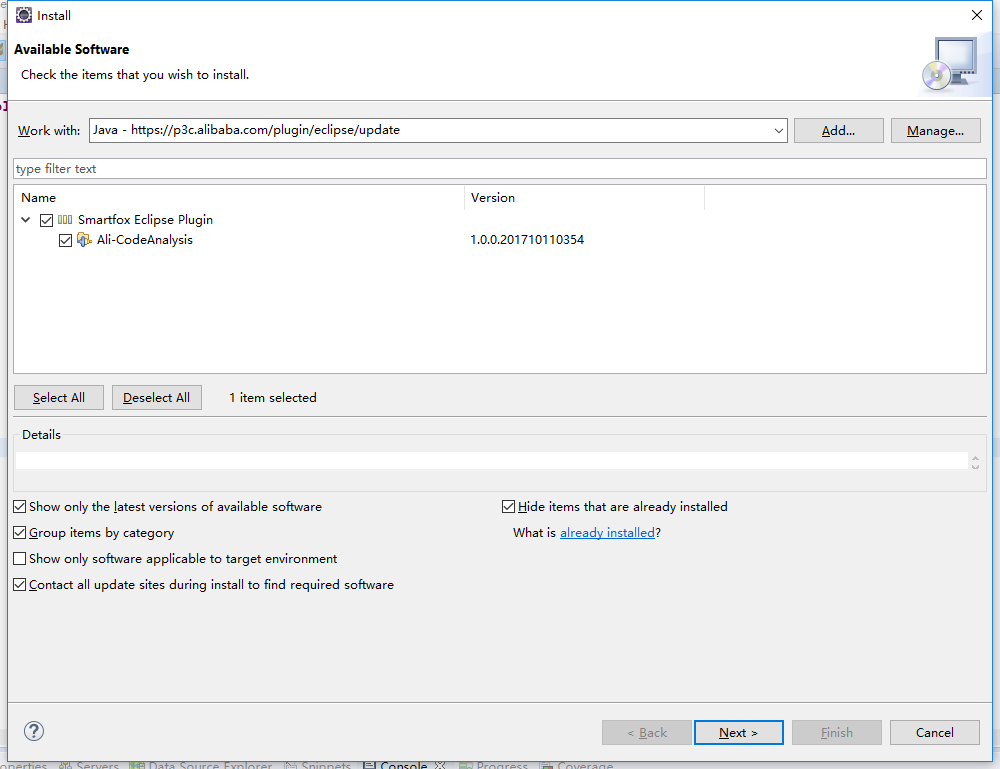 Install
Available Software
Check the items that you wish to install.
Work with: Java - https://p3c.alibaba.com/plugin/eclipse/update Add... Manage...
type filter text
Name Version
Smartfox Eclipse Plugin
Ali-CodeAnalysis 1.0.0.201710110354
Select All Deselect All 1 item selected
Details
Show only the latest versions of available software Hide items that are already installed
Group items by category What is already installed?
Show only software applicable to target environment
Contact all update sites during install to find required software
? < Back Next > Finish Cancel
operties Servers Data Source Explorer Snippets Console Progress Coverage